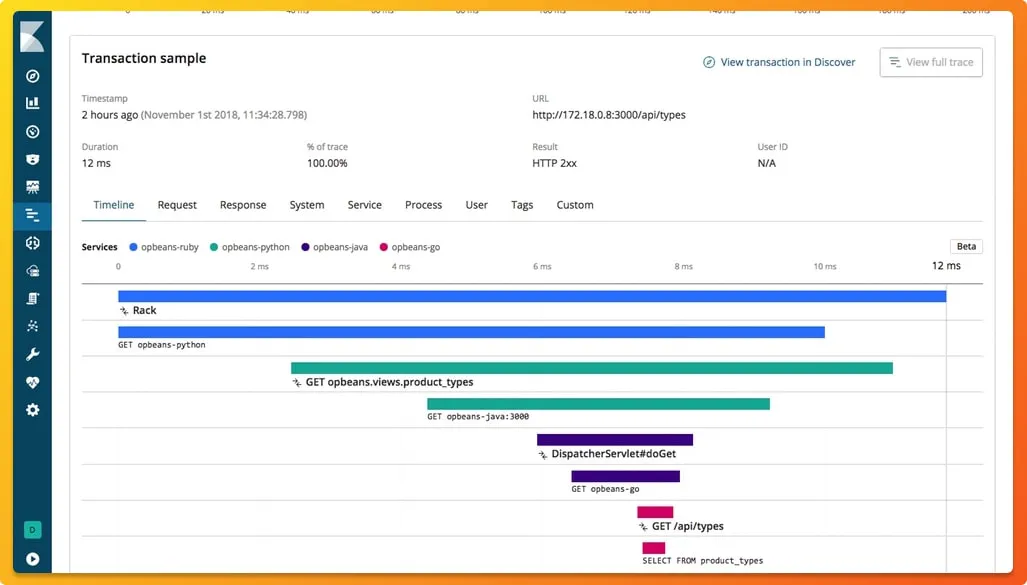 Transaction sample
View transaction in Discover
View full trace
Timestamp
URL
2 hours ago (November 1st 2018, 11:34:28.798)
http://172.18.0.8:3000/api/types
Duration
% of trace
Result
User ID
12 ms
100.00%
HTTP 2xx
N/A
Timeline Request Response System Service Process User Tags Custom
Services opbeans-ruby opbeans-python opbeans-java opbeans-go
Beta
0 2 ms 4 ms 6 ms 8 ms 10 ms 12 ms
Rack
GET opbeans-python
GET opbeans.views.product_types
GET opbeans-java:3000
DispatcherServlet#doGet
GET opbeans-go
GET /api/types
SELECT FROM product_types
D